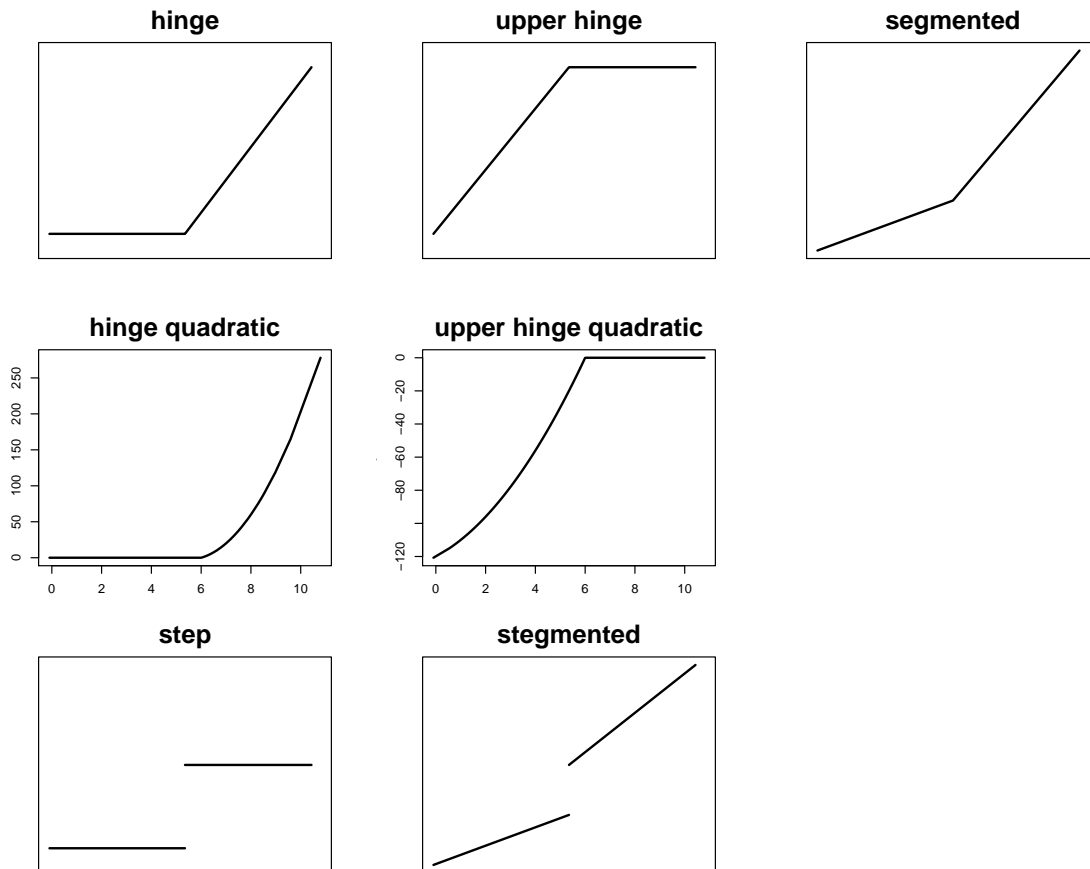 hinge
upper hinge
segmented
hinge quadratic
upper hinge quadratic
250
200
150
100
50
0
0 2 4 6 8 10
0
−20
−40
−60
−80
−120
0 2 4 6 8 10
step
stegmented